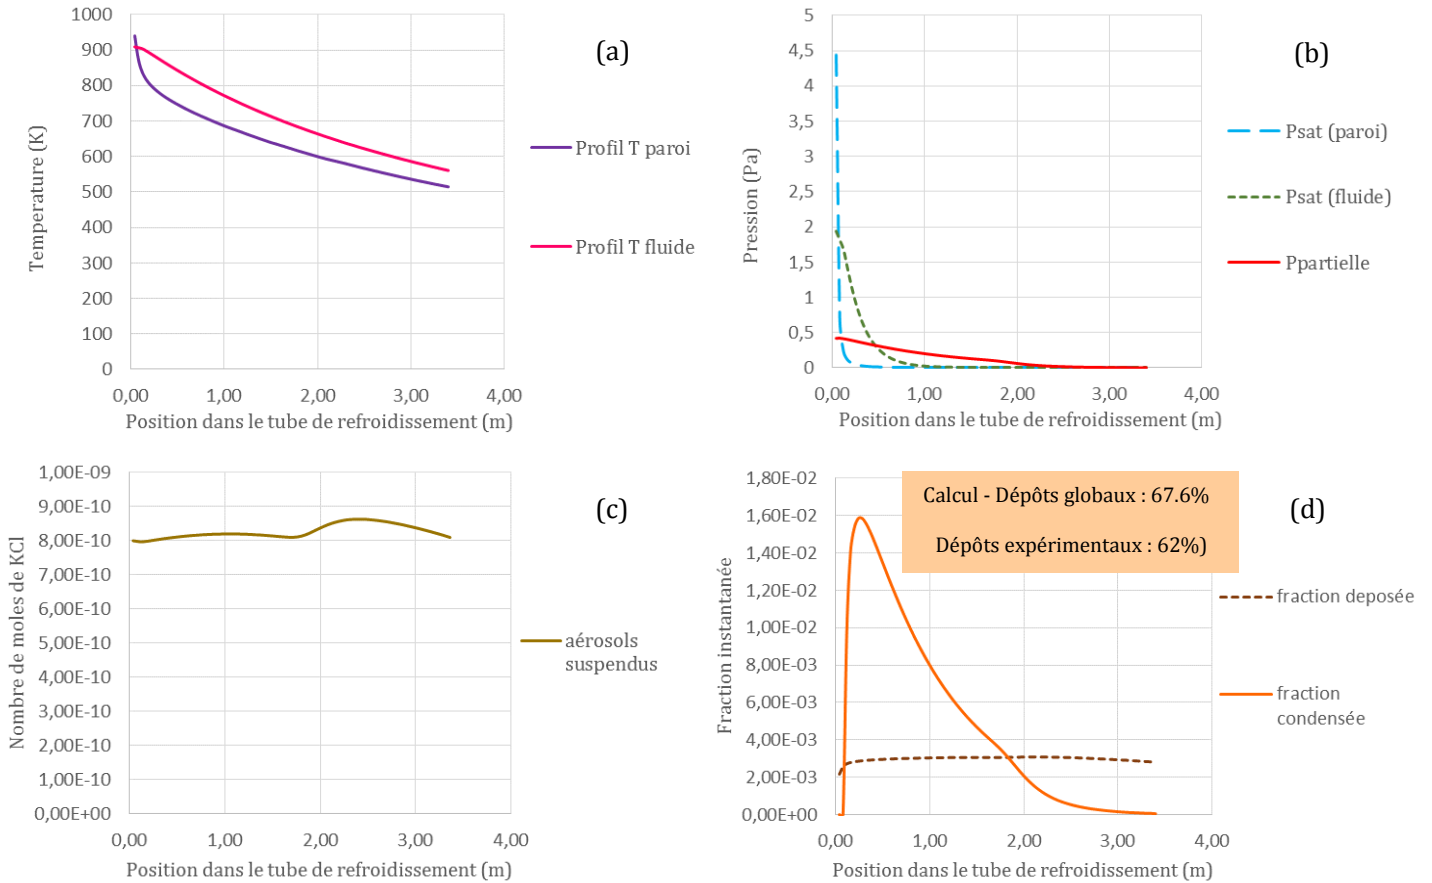 1000
900
800
700
600
500
400
300
200
100
0
0,00
1,00
2,00
3,00
4,00
Temperature (K)
Position dans le tube de refroidissement (m)
(a)
Profil T paroi
Profil T fluide
5
4,5
4
3,5
3
2,5
2
1,5
1
0,5
0
0,00
1,00
2,00
3,00
4,00
Pression (Pa)
Position dans le tube de refroidissement (m)
(b)
Psat (paroi)
Psat (fluide)
Ppartielle
1,00E-09
9,00E-10
8,00E-10
7,00E-10
6,00E-10
5,00E-10
4,00E-10
3,00E-10
2,00E-10
1,00E-10
0,00E+00
0,00
1,00
2,00
3,00
4,00
Nombre de moles de KCl
Position dans le tube de refroidissement (m)
(c)
aérosols
suspendus
1,80E-02
1,60E-02
1,40E-02
1,20E-02
1,00E-02
8,00E-03
6,00E-03
4,00E-03
2,00E-03
0,00E+00
0,00
1,00
2,00
3,00
4,00
Fraction instantanée
Position dans le tube de refroidissement (m)
Calcul - Dépôts globaux : 67.6%
Dépôts expérimentaux : 62%)
(d)
fraction deposée
fraction
condensée